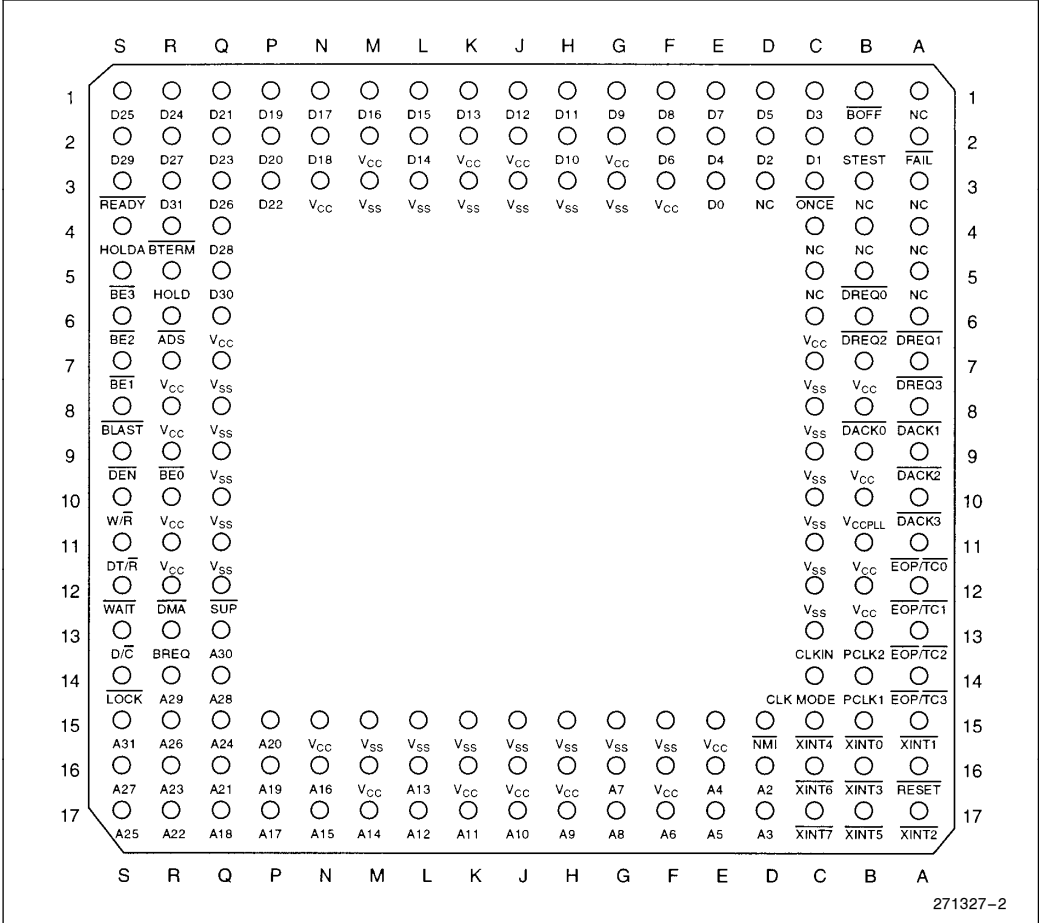 S R Q P N M L K J H G F E D C B A
1 1
D25 D24 D21 D19 D17 D16 D15 D13 D12 D11 D9 D8 D7 D5 D3 BOFF NC
2 2
D29 D27 D23 D20 D18 VCC D14 VCC VCC D10 VCC D6 D4 D2 D1 STEST FAIL
3 3
READY D31 D26 D22 VCC VSS VSS VSS VSS VSS VSS VCC D0 NC ONCE NC NC
4 4
HOLDA BTERM D28 NC NC NC
5 5
BE3 HOLD D30 NC DREQ0 NC
6 6
BE2 ADS VCC VCC DREQ2 DREQ1
7 7
BE1 VCC VSS VSS VCC DREQ3
8 8
BLAST VCC VSS VSS DACK0 DACK1
9 9
DEN BE0 VSS VSS VCC DACK2
10 10
W/R VCC VSS VSS VCCPLL DACK3
11 11
DT/R VCC VSS VSS VCC EOP/TC0
12 12
WAIT DMA SUP VSS VCC EOP/TC1
13 13
D/C BREQ A30 CLKIN PCLK2 EOP/TC2
14 14
LOCK A29 A28 CLK MODE PCLK1 EOP/TC3
15 15
A31 A26 A24 A20 VCC VSS VSS VSS VSS VSS VSS VSS VCC NMI XINT4 XINT0 XINT1
16 16
A27 A23 A21 A19 A16 VCC A13 VCC VCC VCC A7 VCC A4 A2 XINT6 XINT3 RESET
17 17
A25 A22 A18 A17 A15 A14 A12 A11 A10 A9 A8 A6 A5 A3 XINT7 XINT5 XINT2
S R Q P N M L K J H G F E D C B A
271327-2